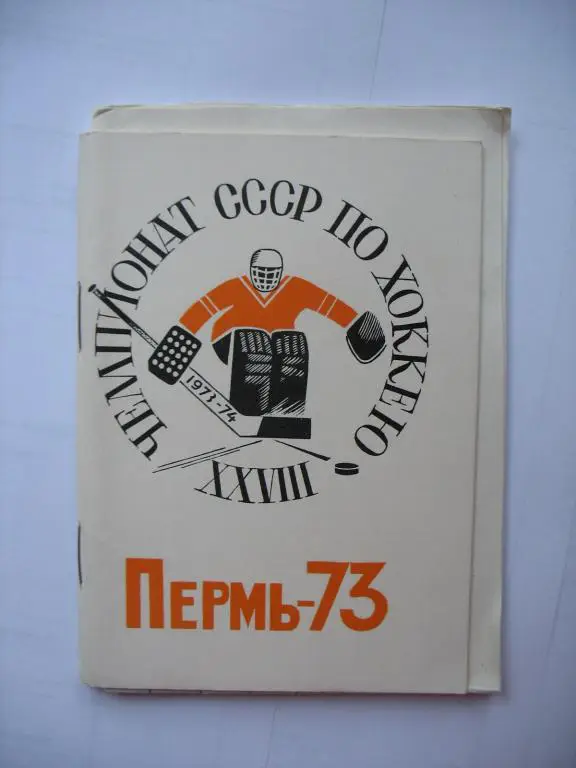 ЧЕМПИОНАТ СССР ПО ХОККЕЮ
1973-74
XXVIII
ПЕРМЬ-73